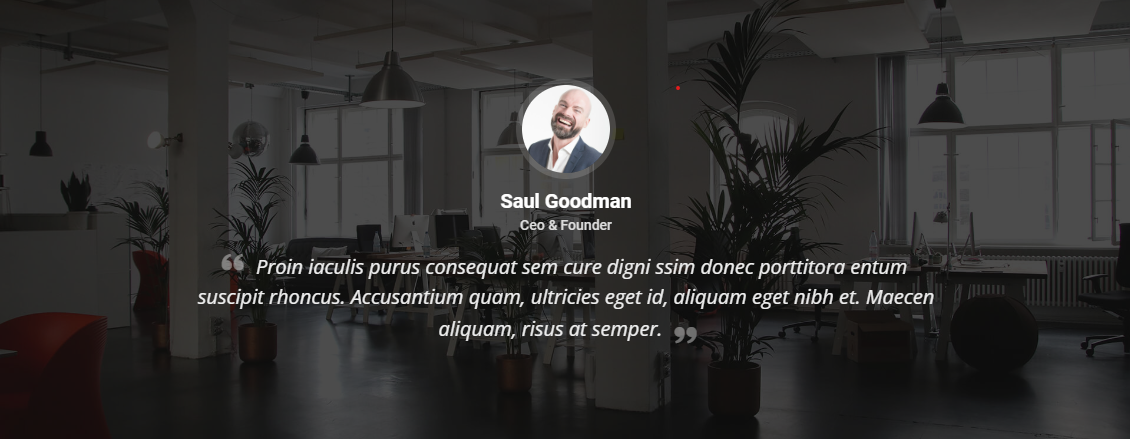 Saul Goodman
Ceo & Founder
“ Proin iaculis purus consequat sem cure digni ssim donec porttitora entum
suscipit rhoncus. Accusantium quam, ultricies eget id, aliquam eget nibh et. Maecen
aliquam, risus at semper. ”